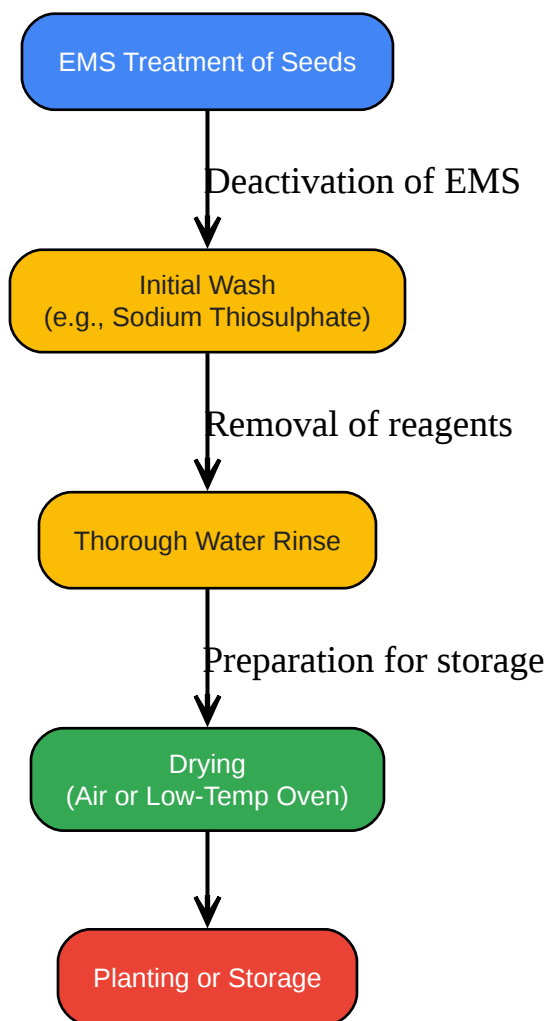 EMS Treatment of Seeds
Deactivation of EMS
Initial Wash
(e.g., Sodium Thiosulphate)
Removal of reagents
Thorough Water Rinse
Preparation for storage
Drying
(Air or Low-Temp Oven)
Planting or Storage